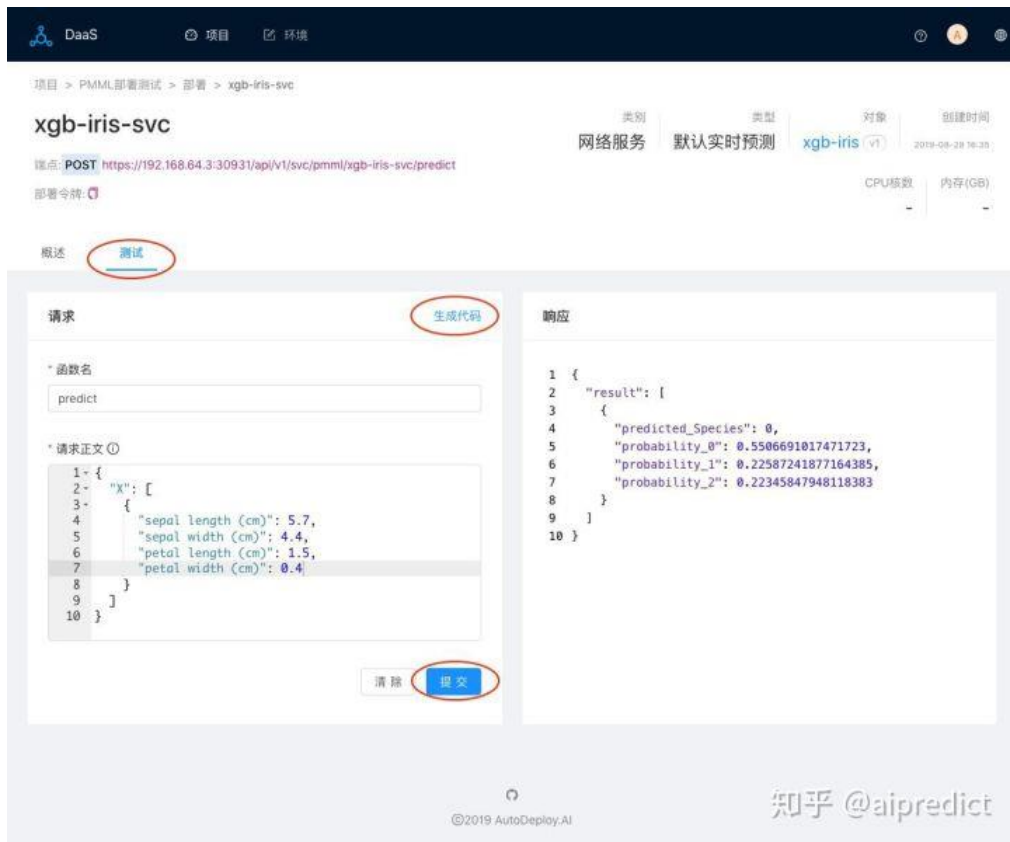 DaaS 项目 环境 A
项目 > PMML部署测试 > 部署 > xgb-iris-svc
xgb-iris-svc
类别 类型 对象 创建时间
网络服务 默认实时预测 xgb-iris v1 2019-08-28 16:35
端点: POST https://192.168.64.3:30931/api/v1/svc/pmml/xgb-iris-svc/predict
部署令牌:
CPU核数 内存(GB)
- -
概述 测试
请求 生成代码
* 函数名
predict
* 请求正文
1 {
2 "X": [
3 {
4 "sepal length (cm)": 5.7,
5 "sepal width (cm)": 4.4,
6 "petal length (cm)": 1.5,
7 "petal width (cm)": 0.4
8 }
9 ]
10 }
清除 提交
响应
1 {
2 "result": [
3 {
4 "predicted_Species": 0,
5 "probability_0": 0.5506691017471723,
6 "probability_1": 0.22587241877164385,
7 "probability_2": 0.22345847948118383
8 }
9 ]
10 }
©2019 AutoDeploy.AI
知乎 @aipredict